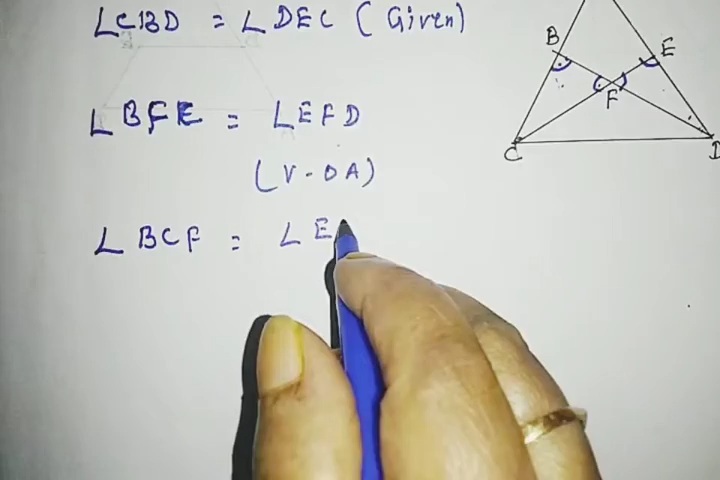 ∠CBD = ∠DEC (Given)
∠BFE = ∠EFD
(V-OA)
∠BCF = ∠E
B
E
F
C
D